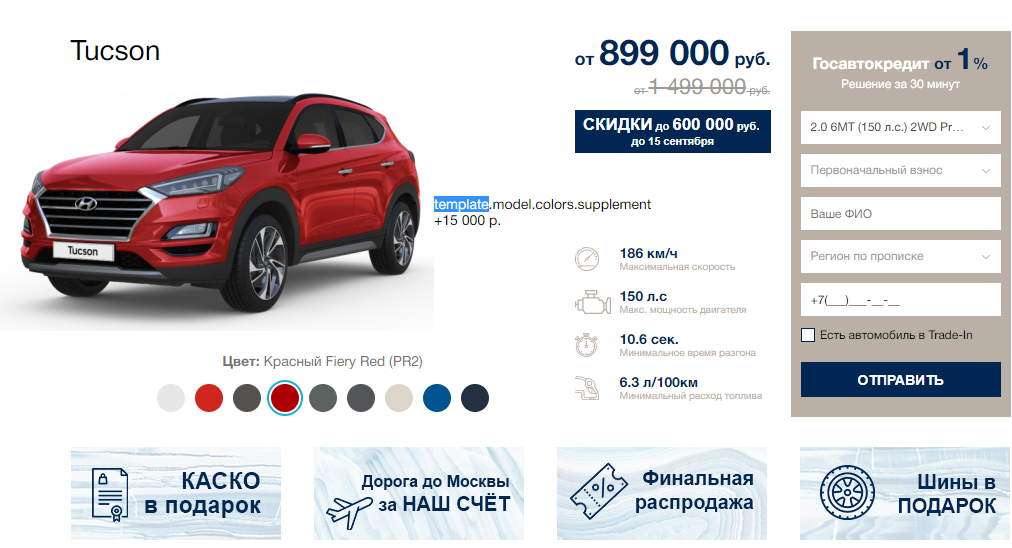 Tucson
от 899 000 руб.
от 1 499 000 руб.
СКИДКИ до 600 000 руб.
до 15 сентября
Госавтокредит от 1%
Решение за 30 минут
2.0 6MT (150 л.с.) 2WD Pr...
Первоначальный взнос
Ваше ФИО
Регион по прописке
+7(___)___-__-__
Есть автомобиль в Trade-In
ОТПРАВИТЬ
Tucson
template.model.colors.supplement
+15 000 р.
186 км/ч
Максимальная скорость
150 л.с
Макс. мощность двигателя
10.6 сек.
Минимальное время разгона
6.3 л/100км
Минимальный расход топлива
Цвет: Красный Fiery Red (PR2)
КАСКО
в подарок
Дорога до Москвы
за НАШ СЧЁТ
Финальная
распродажа
Шины в
ПОДАРОК